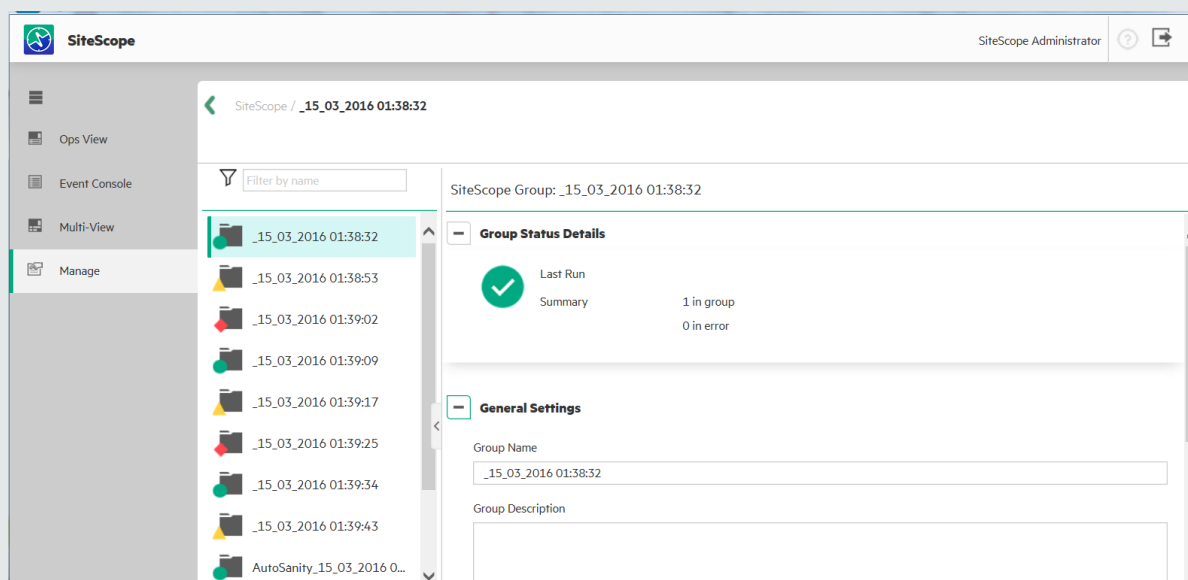 SiteScope
SiteScope Administrator
?
SiteScope / _15_03_2016 01:38:32
Ops View
Event Console
Multi-View
Manage
Filter by name
_15_03_2016 01:38:32
_15_03_2016 01:38:53
_15_03_2016 01:39:02
_15_03_2016 01:39:09
_15_03_2016 01:39:17
_15_03_2016 01:39:25
_15_03_2016 01:39:34
_15_03_2016 01:39:43
AutoSanity_15_03_2016 0...
SiteScope Group: _15_03_2016 01:38:32
Group Status Details
Last Run
Summary 1 in group
0 in error
General Settings
Group Name
_15_03_2016 01:38:32
Group Description